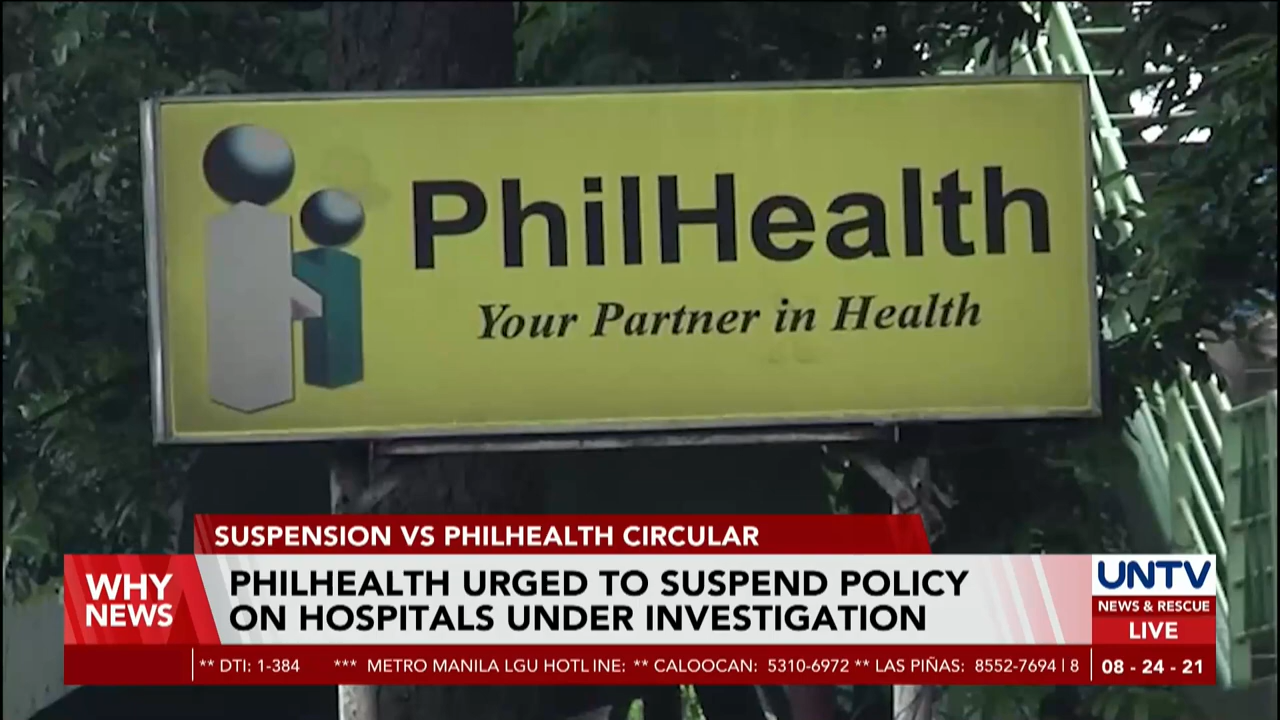 PhilHealth
Your Partner in Health
SUSPENSION VS PHILHEALTH CIRCULAR
WHY
NEWS
PHILHEALTH URGED TO SUSPEND POLICY
ON HOSPITALS UNDER INVESTIGATION
UNTV
NEWS & RESCUE
LIVE
** DTI: 1-384 *** METRO MANILA LGU HOTL INE: ** CALOOCAN: 5310-6972 ** LAS PIÑAS: 8552-7694 | 8
08 - 24 - 21